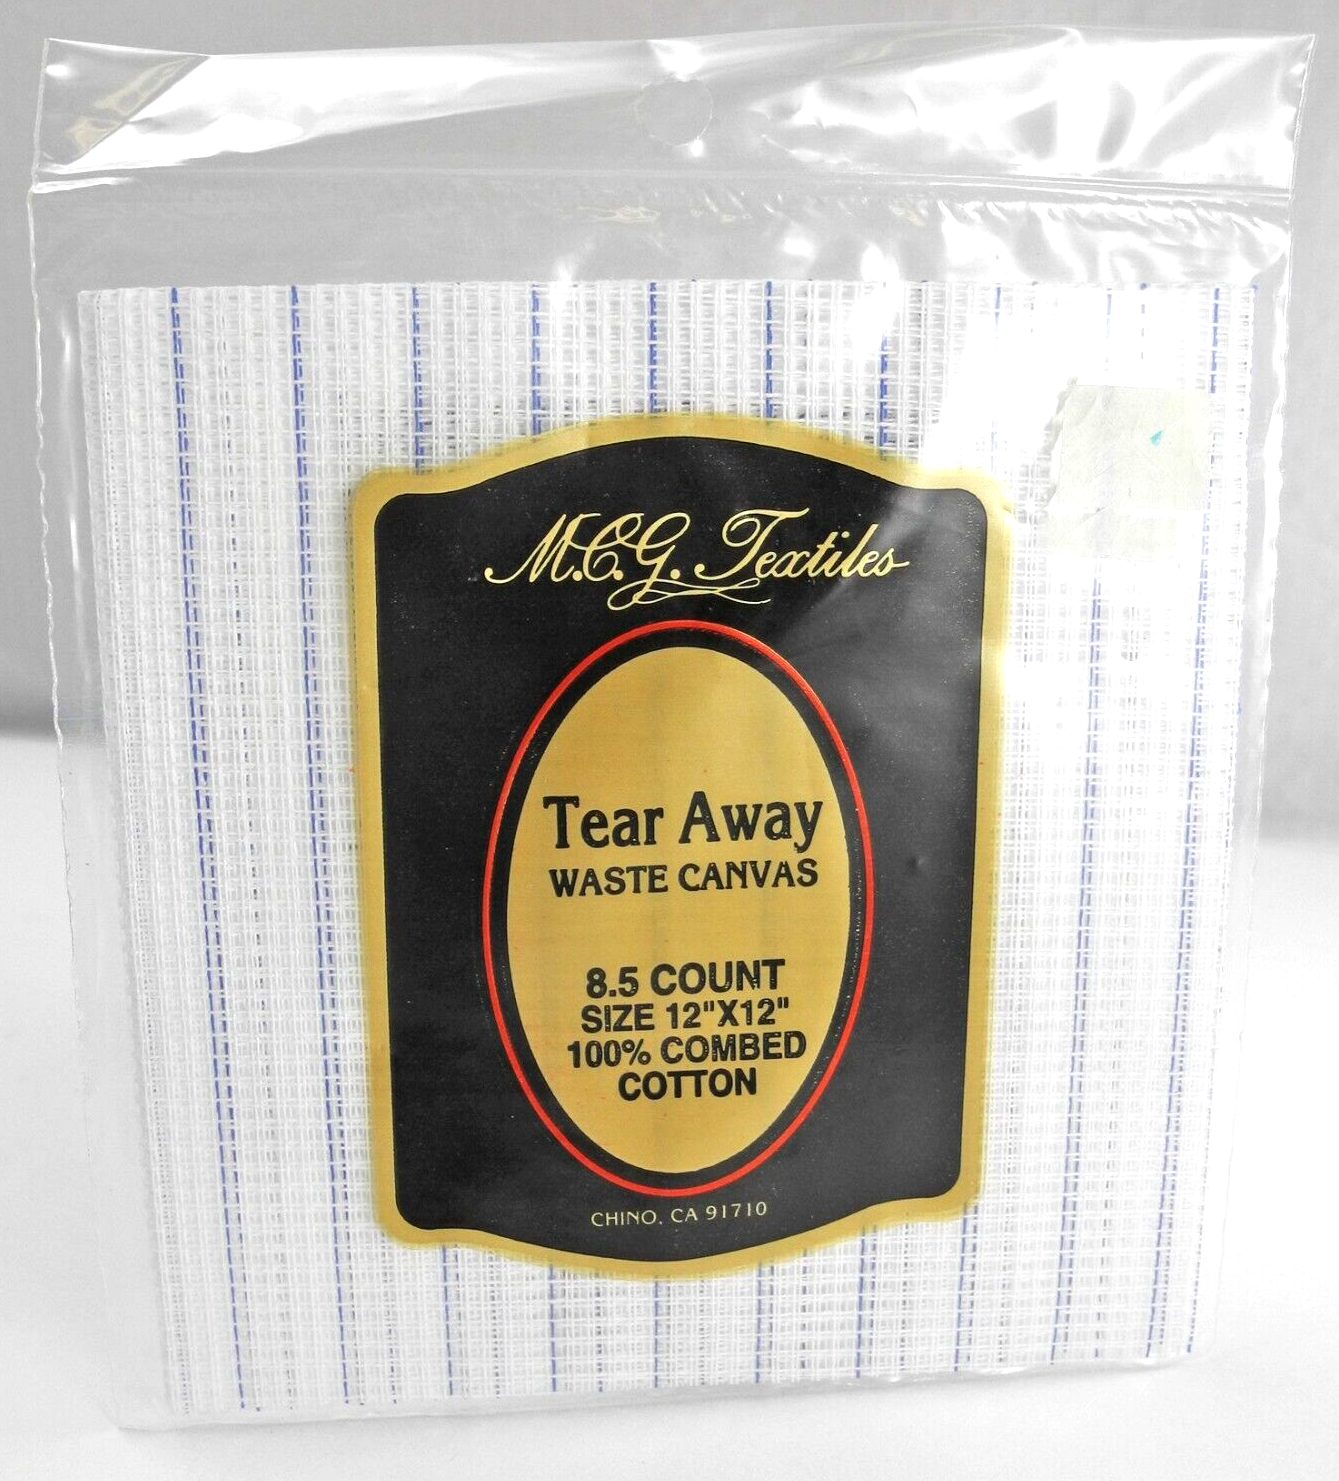 M.C.G. Textiles
Tear Away
WASTE CANVAS
8.5 COUNT
SIZE 12"X12"
100% COMBED
COTTON
CHINO, CA 91710